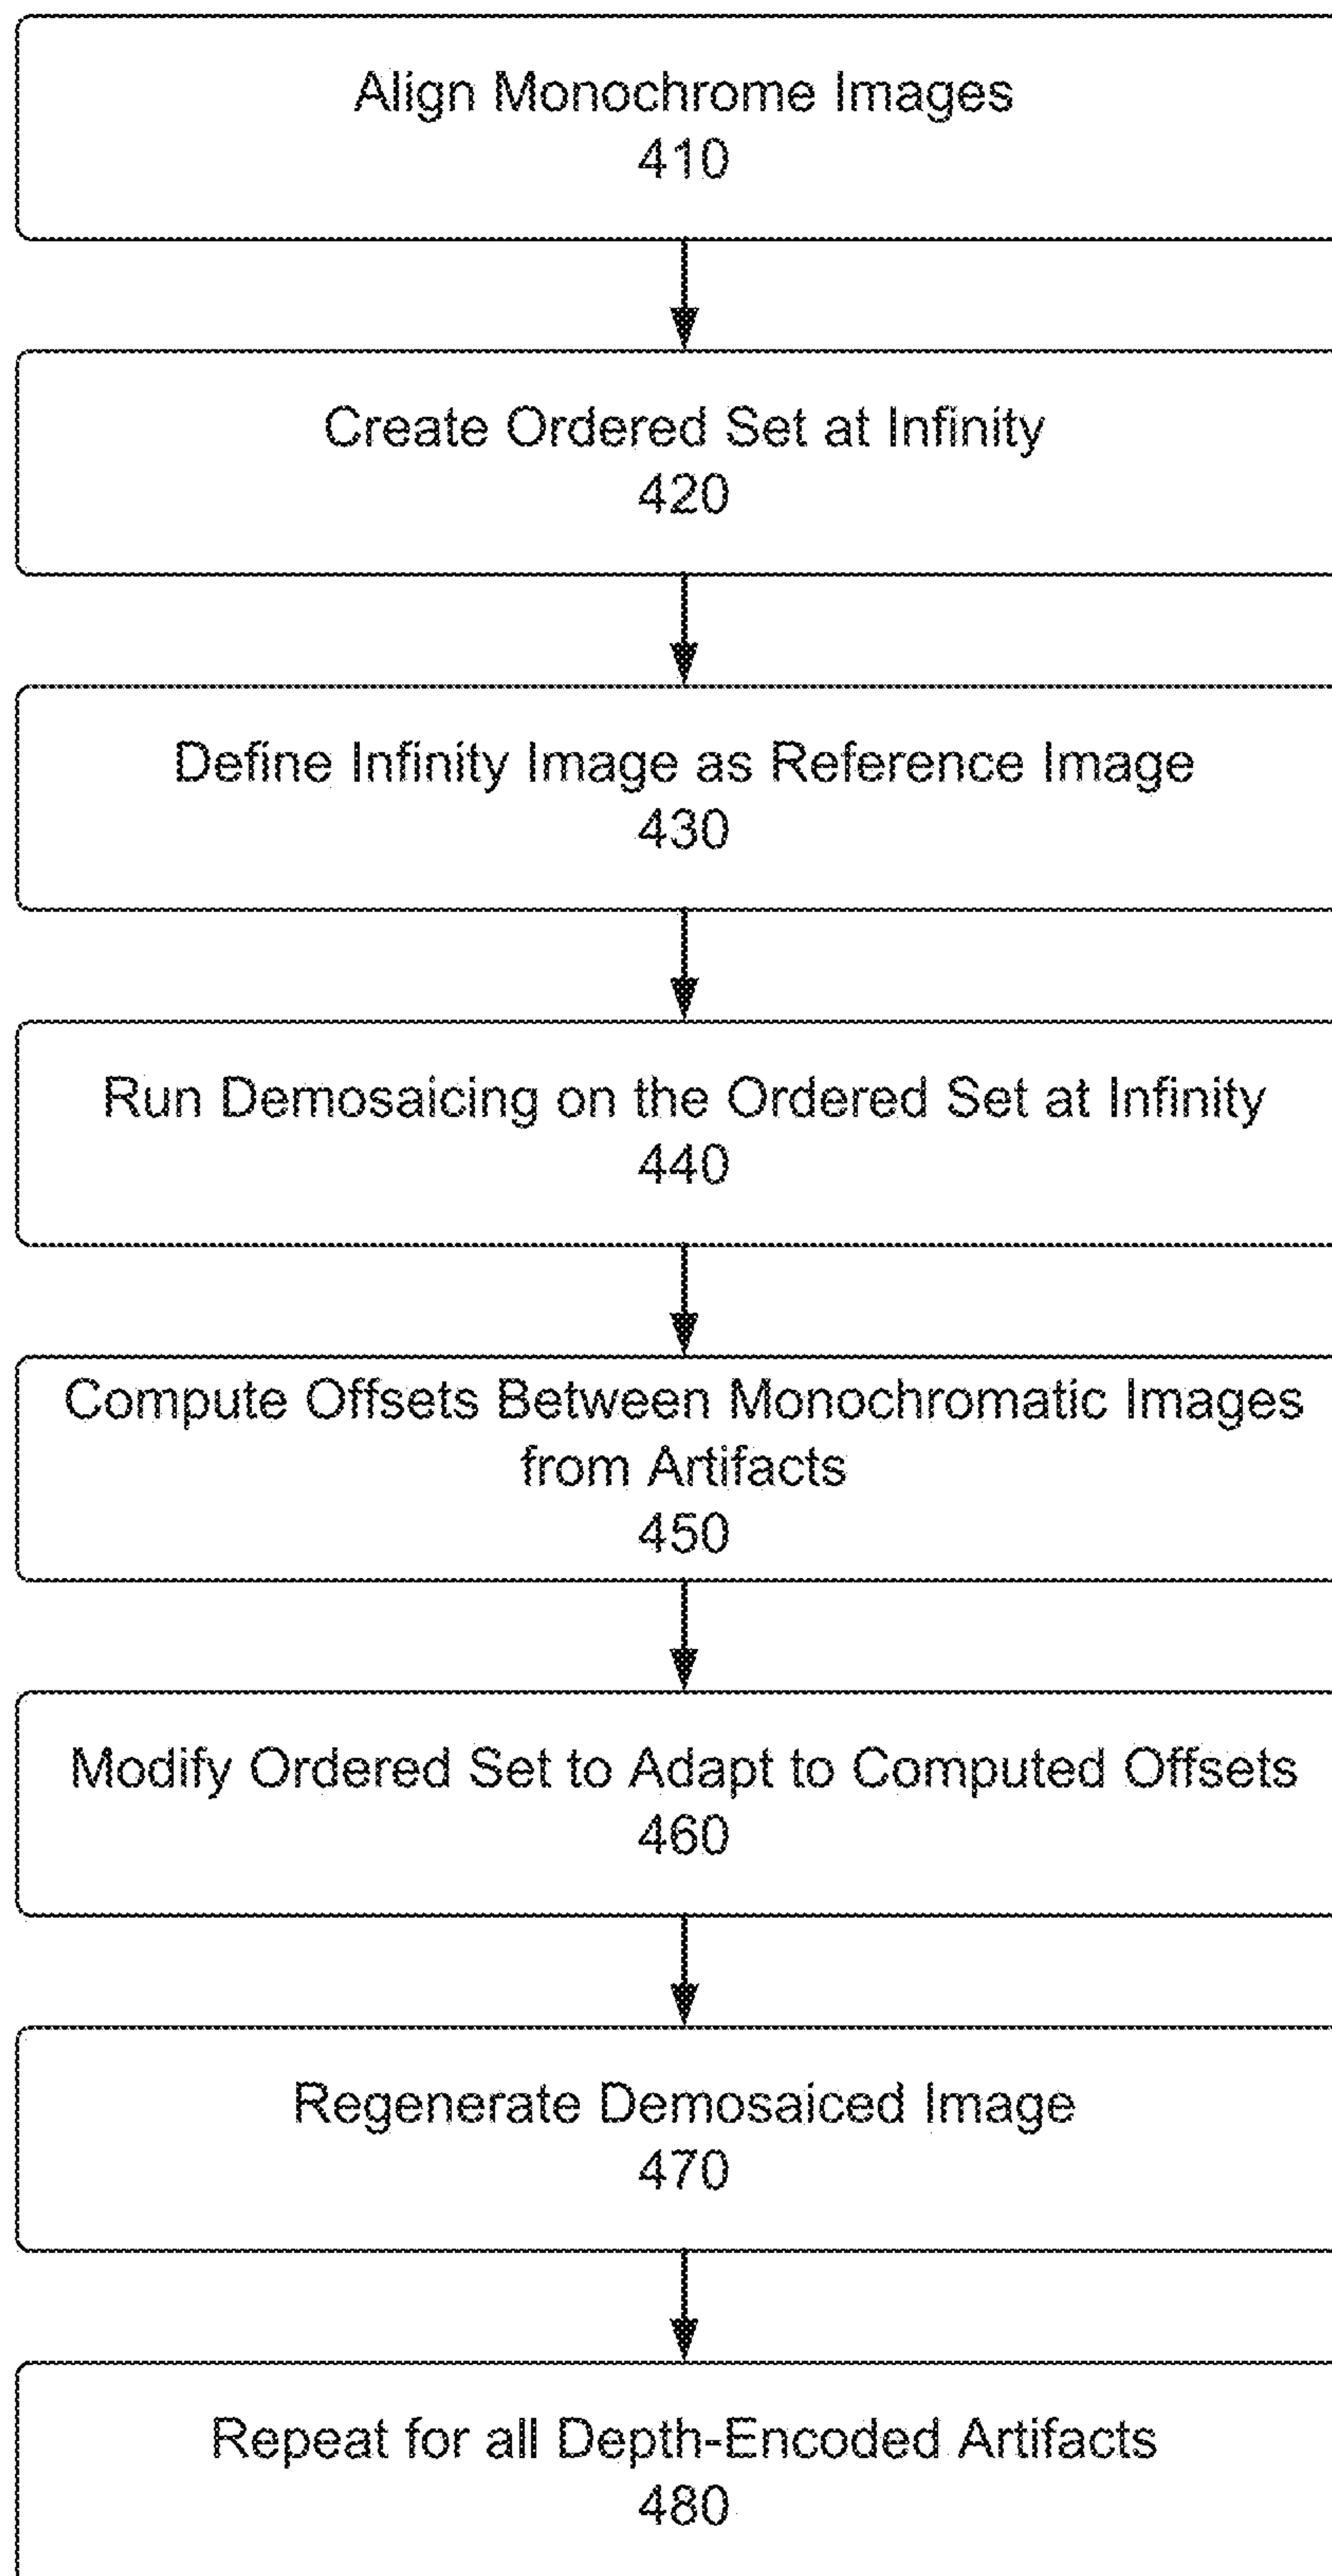 Align Monochrome Images
410
Create Ordered Set at Infinity
420
Define Infinity Image as Reference Image
430
Run Demosaicing on the Ordered Set at Infinity
440
Compute Offsets Between Monochromatic Images
from Artifacts
450
Modify Ordered Set to Adapt to Computed Offsets
460
Regenerate Demosaiced Image
470
Repeat for all Depth-Encoded Artifacts
480